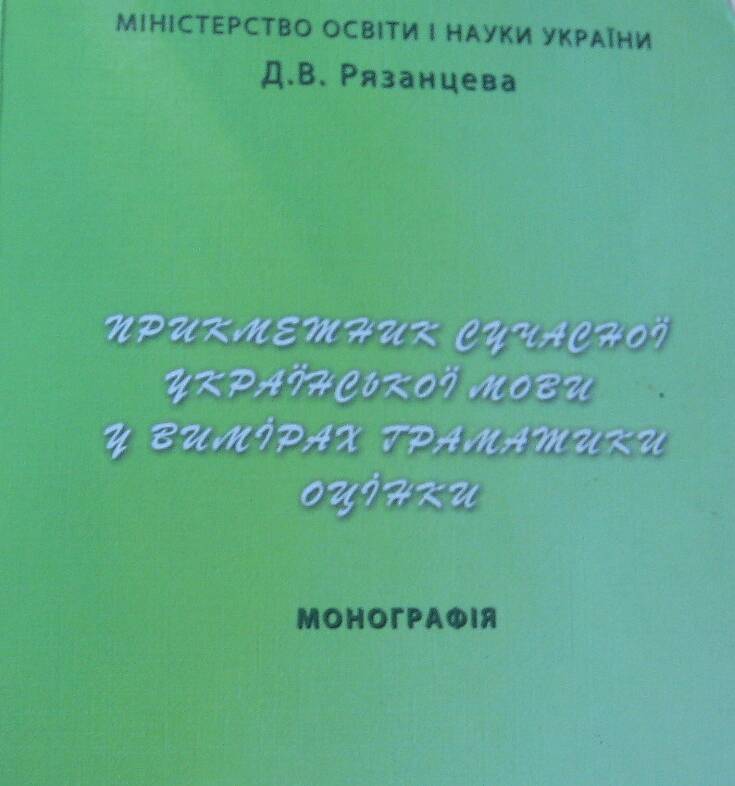 МІНІСТЕРСТВО ОСВІТИ І НАУКИ УКРАЇНИ
Д.В. Рязанцева
ПРИКМЕТНИК СУЧАСНОЇ
УКРАЇНСЬКОЇ МОВИ
У ВИМІРАХ ГРАМАТИКИ
ОЦІНКИ
МОНОГРАФІЯ